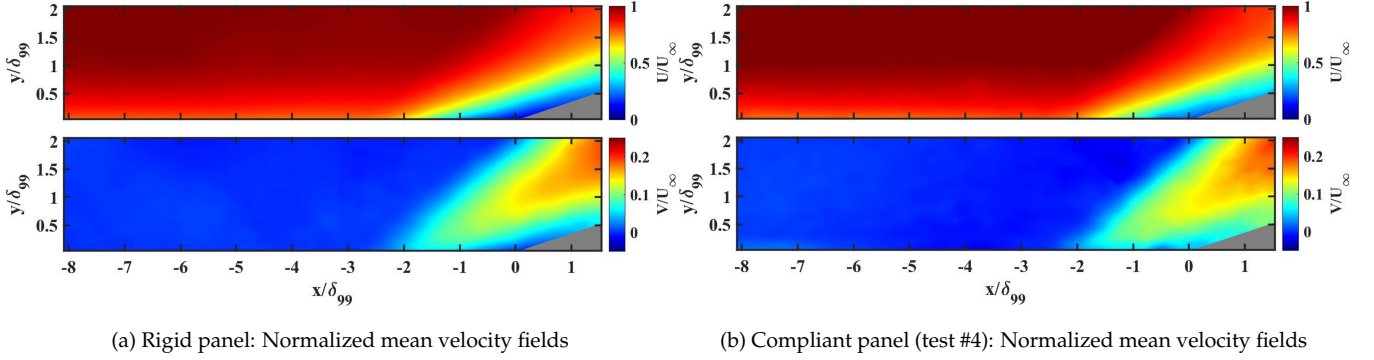 2
1.5
1
0.5
y/δ99
1
0.5
0
U/U∞
2
1.5
1
0.5
y/δ99
0.2
0.1
0
V/U∞
-8 -7 -6 -5 -4 -3 -2 -1 0 1
x/δ99
(a) Rigid panel: Normalized mean velocity fields
2
1.5
1
0.5
y/δ99
1
0.5
0
U/U∞
2
1.5
1
0.5
y/δ99
0.2
0.1
0
V/U∞
-8 -7 -6 -5 -4 -3 -2 -1 0 1
x/δ99
(b) Compliant panel (test #4): Normalized mean velocity fields